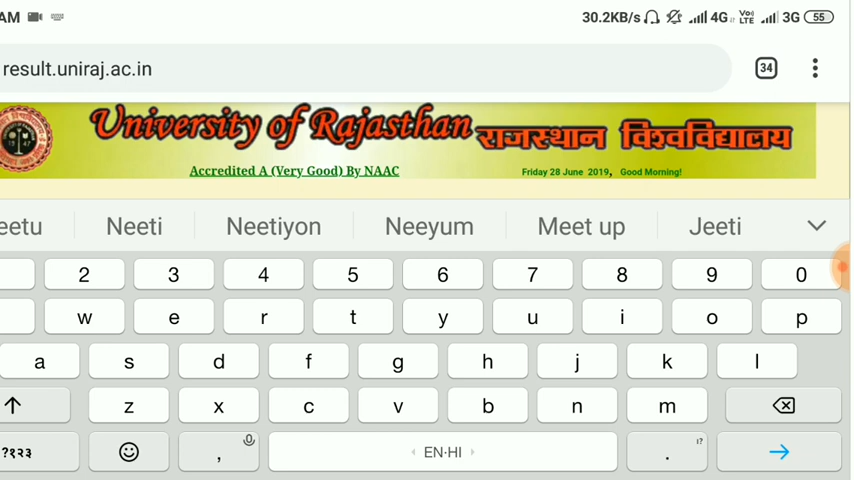 AM 30.2KB/s 4G Vo) LTE 3G 55
result.uniraj.ac.in 34
University of Rajasthan राजस्थान विश्वविद्यालय
Accredited A (Very Good) By NAAC Friday 28 June 2019, Good Morning!
eetu Neeti Neetiyon Neeyum Meet up Jeeti
2 3 4 5 6 7 8 9 0
w e r t y u i o p
a s d f g h j k l
z x c v b n m
?१२३ , EN·HI . !?